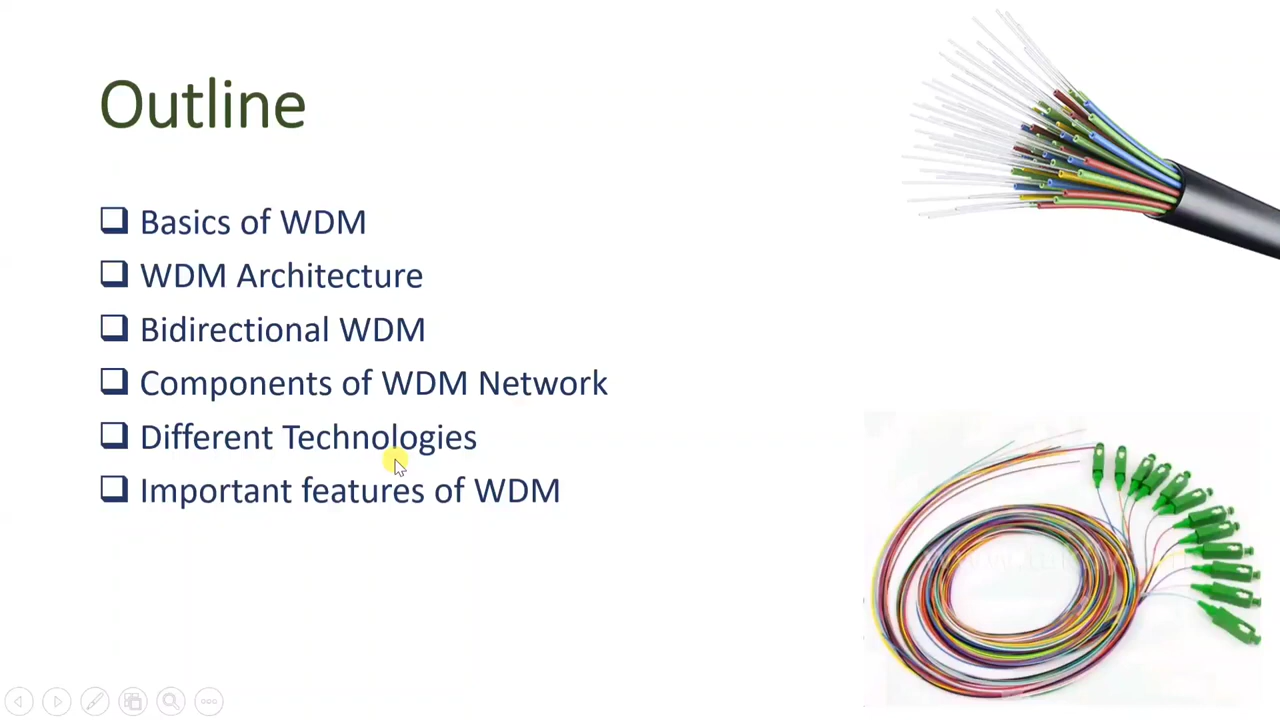 Outline
Basics of WDM
WDM Architecture
Bidirectional WDM
Components of WDM Network
Different Technologies
Important features of WDM